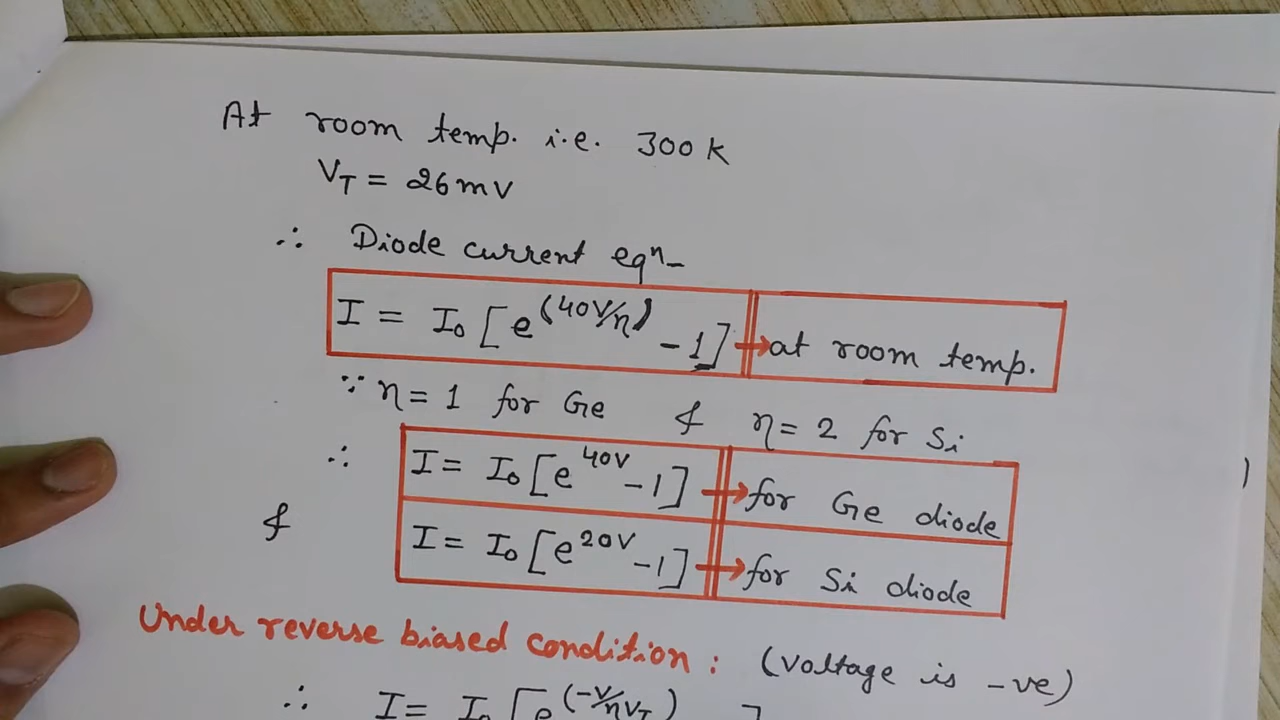 At room temp. i.e. 300 K
V_T = 26 mV
∴ Diode current eqⁿ–
I = I₀ [e^(40V/η) - 1] → at room temp.
∵ η = 1 for Ge & η = 2 for Si
∴ I = I₀ [e^40V - 1] → for Ge diode
& I = I₀ [e^20V - 1] → for Si diode
Under reverse biased condition : (voltage is -ve)
∴ I = I₀ [e^(-V/ηV_T)